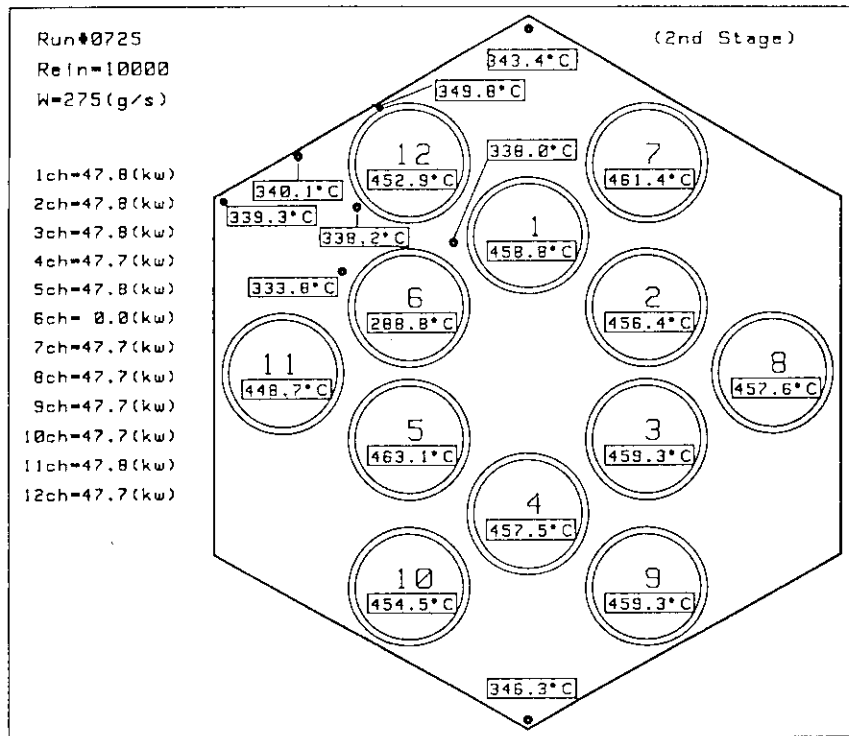 Run#0725
(2nd Stage)
Rein=10000
W=275(g/s)
343.4°C
349.8°C
338.0°C
340.1°C
339.3°C
338.2°C
333.8°C
1ch=47.8(kw)
2ch=47.8(kw)
3ch=47.8(kw)
4ch=47.7(kw)
5ch=47.8(kw)
6ch= 0.0(kw)
7ch=47.7(kw)
8ch=47.7(kw)
9ch=47.7(kw)
10ch=47.7(kw)
11ch=47.8(kw)
12ch=47.7(kw)
12
452.9°C
7
461.4°C
1
458.8°C
6
288.8°C
2
456.4°C
11
448.7°C
8
457.6°C
5
463.1°C
3
459.3°C
4
457.5°C
10
454.5°C
9
459.3°C
346.3°C